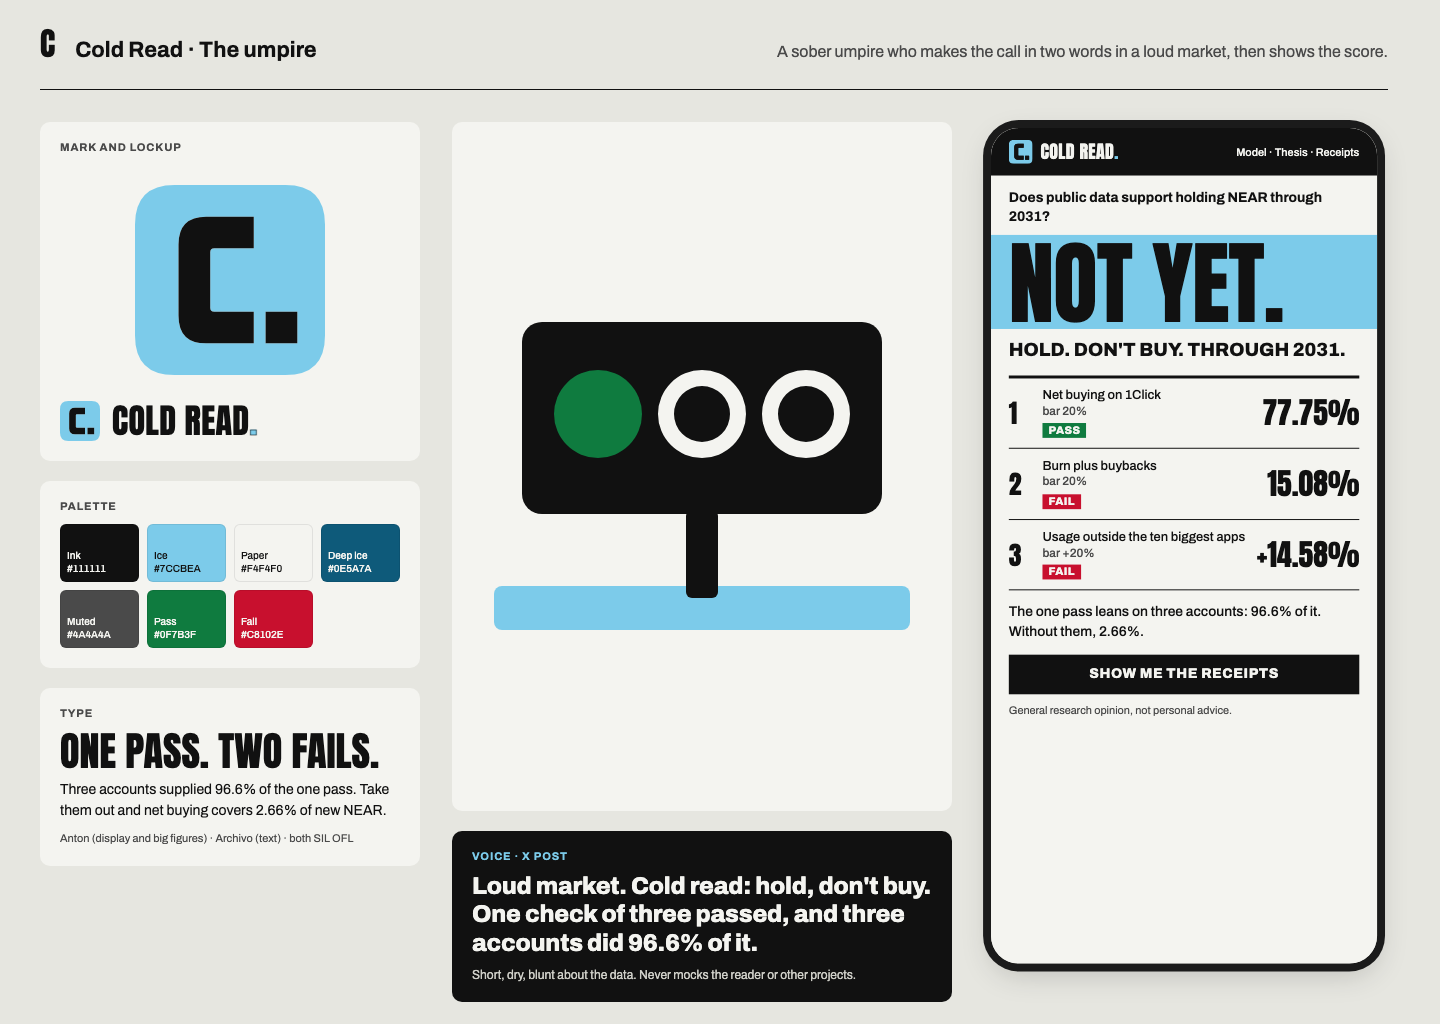 C Cold Read · The umpire
A sober umpire who makes the call in two words in a loud market, then shows the score.
MARK AND LOCKUP
C.
C. COLD READ.
PALETTE
Ink
#111111
Ice
#7CCBEA
Paper
#F4F4F0
Deep ice
#0E5A7A
Muted
#4A4A4A
Pass
#0F7B3F
Fail
#C8102E
TYPE
ONE PASS. TWO FAILS.
Three accounts supplied 96.6% of the one pass. Take
them out and net buying covers 2.66% of new NEAR.
Anton (display and big figures) · Archivo (text) · both SIL OFL
VOICE · X POST
Loud market. Cold read: hold, don't buy.
One check of three passed, and three
accounts did 96.6% of it.
Short, dry, blunt about the data. Never mocks the reader or other projects.
C. COLD READ.
Model · Thesis · Receipts
Does public data support holding NEAR through
2031?
NOT YET.
HOLD. DON'T BUY. THROUGH 2031.
1
Net buying on 1Click
bar 20%
PASS
77.75%
2
Burn plus buybacks
bar 20%
FAIL
15.08%
3
Usage outside the ten biggest apps
bar +20%
FAIL
+14.58%
The one pass leans on three accounts: 96.6% of it.
Without them, 2.66%.
SHOW ME THE RECEIPTS
General research opinion, not personal advice.